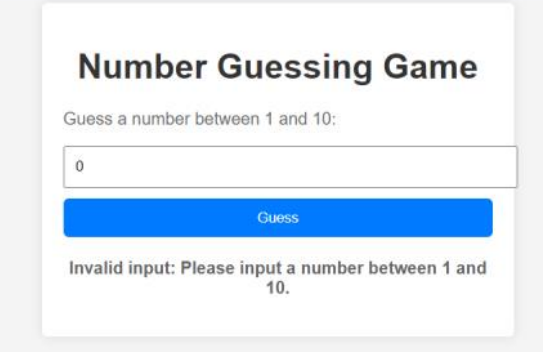 Number Guessing Game
Guess a number between 1 and 10:
0
Guess
Invalid input: Please input a number between 1 and
10.